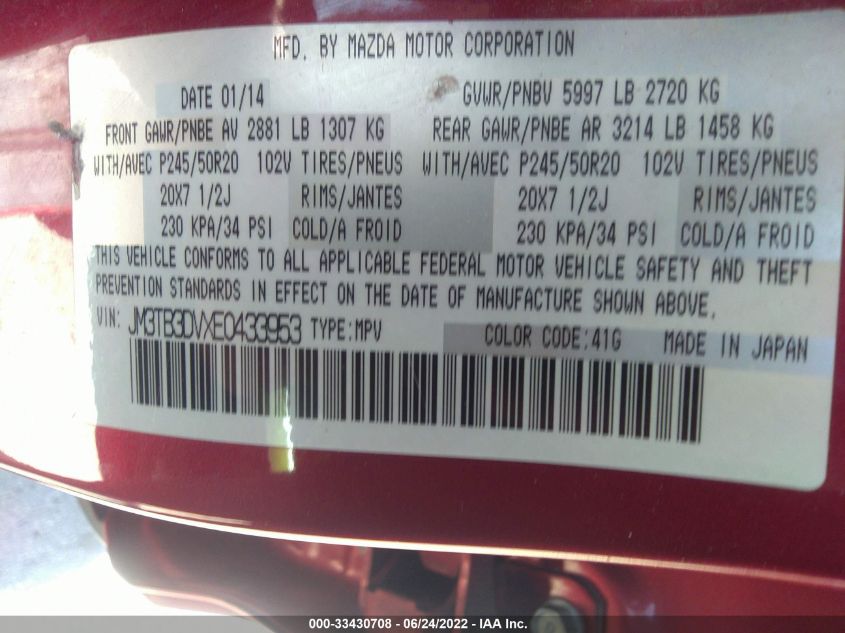 MFD. BY MAZDA MOTOR CORPORATION
DATE 01/14 GVWR/PNBV 5997 LB 2720 KG
FRONT GAWR/PNBE AV 2881 LB 1307 KG REAR GAWR/PNBE AR 3214 LB 1458 KG
WITH/AVEC P245/50R20 102V TIRES/PNEUS WITH/AVEC P245/50R20 102V TIRES/PNEUS
20X7 1/2J RIMS/JANTES 20X7 1/2J RIMS/JANTES
230 KPA/34 PSI COLD/A FROID 230 KPA/34 PSI COLD/A FROID
THIS VEHICLE CONFORMS TO ALL APPLICABLE FEDERAL MOTOR VEHICLE SAFETY AND THEFT
PREVENTION STANDARDS IN EFFECT ON THE DATE OF MANUFACTURE SHOWN ABOVE.
VIN: JM3TB3DVXE0433953 TYPE:MPV COLOR CODE:41G MADE IN JAPAN
000-33430708 - 06/24/2022 - IAA Inc.